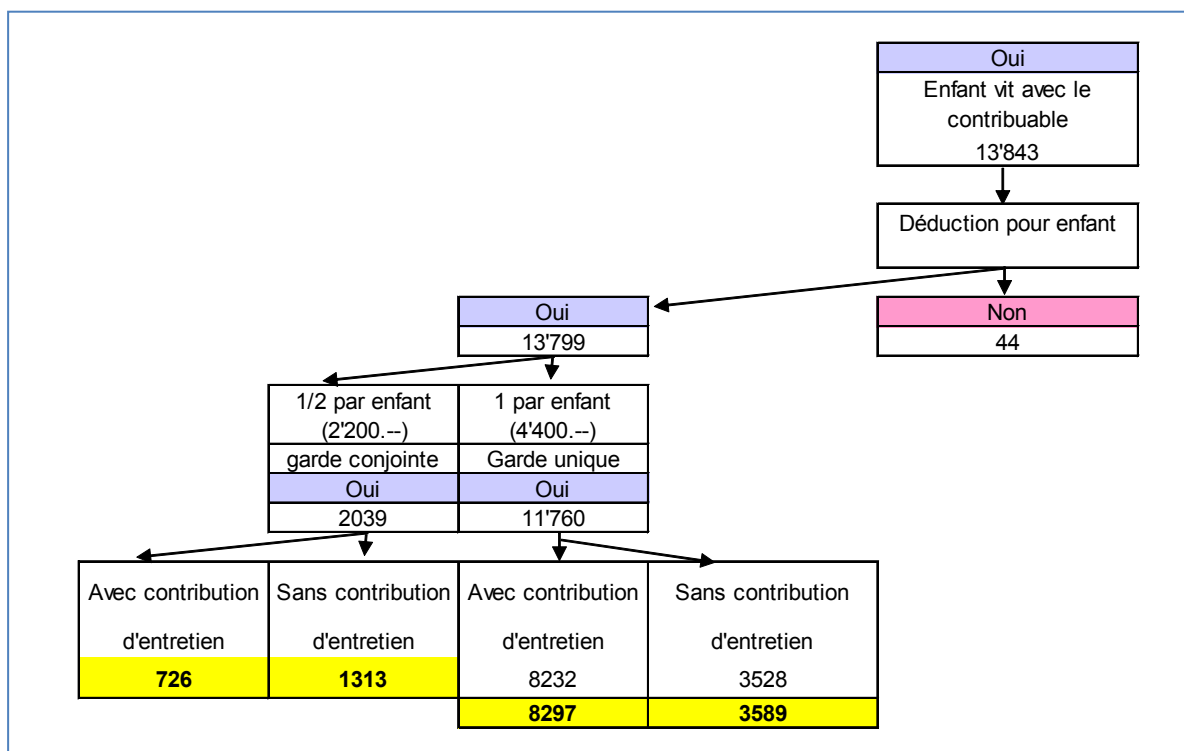 Oui
Enfant vit avec le
contribuable
13'843
Déduction pour enfant
Oui
13'799
Non
44
1/2 par enfant
(2'200.--)
garde conjointe
Oui
2039
1 par enfant
(4'400.--)
Garde unique
Oui
11'760
Avec contribution
d'entretien
726
Sans contribution
d'entretien
1313
Avec contribution
d'entretien
8232
8297
Sans contribution
d'entretien
3528
3589